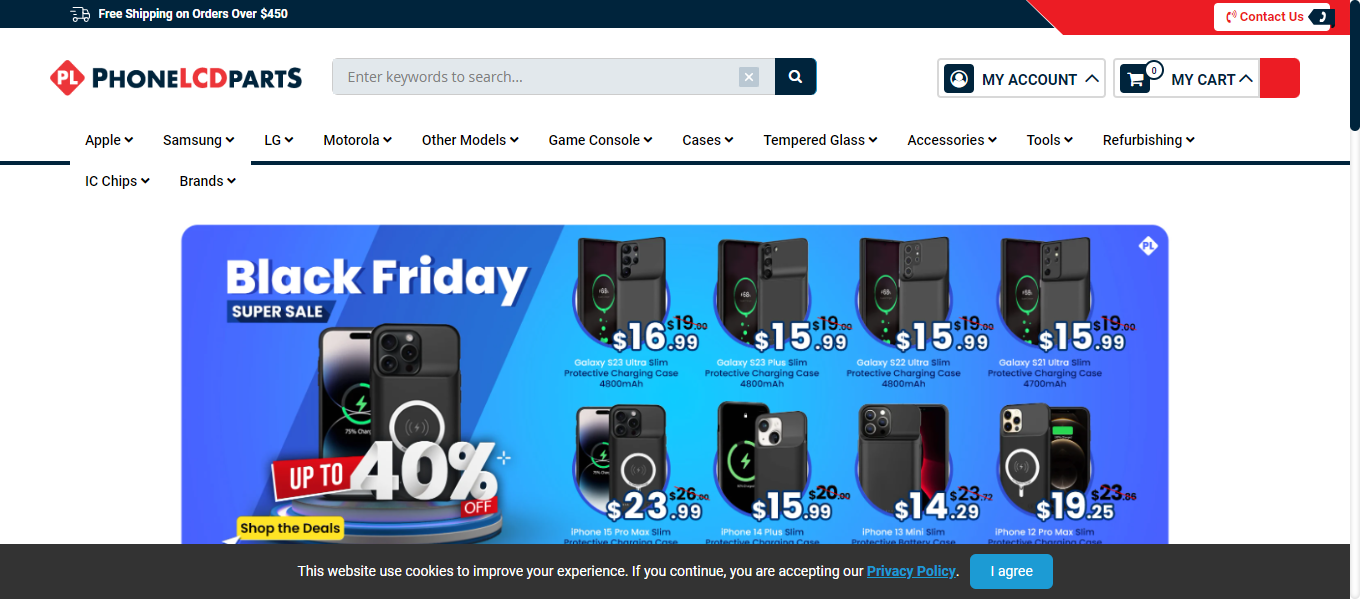 Free Shipping on Orders Over $450
Contact Us
PL PHONELCDPARTS
Enter keywords to search...
MY ACCOUNT
0 MY CART
Apple Samsung LG Motorola Other Models Game Console Cases Tempered Glass Accessories Tools Refurbishing
IC Chips Brands
PL
Black Friday
SUPER SALE
UP TO 40% OFF
Shop the Deals
$16.99 $19.00
Galaxy S23 Ultra Slim
Protective Charging Case
4800mAh
$15.99 $19.00
Galaxy S23 Plus Slim
Protective Charging Case
4800mAh
$15.99 $19.00
Galaxy S22 Ultra Slim
Protective Charging Case
4800mAh
$15.99 $19.00
Galaxy S21 Ultra Slim
Protective Charging Case
4700mAh
$23.99 $26.00
iPhone 15 Pro Max Slim
Protective Charging Case
$15.99 $20.00
iPhone 14 Plus Slim
Protective Charging Case
$14.29 $23.72
iPhone 13 Mini Slim
Protective Battery Case
$19.25 $23.86
iPhone 12 Pro Max Slim
Protective Charging Case
This website use cookies to improve your experience. If you continue, you are accepting our Privacy Policy.
I agree